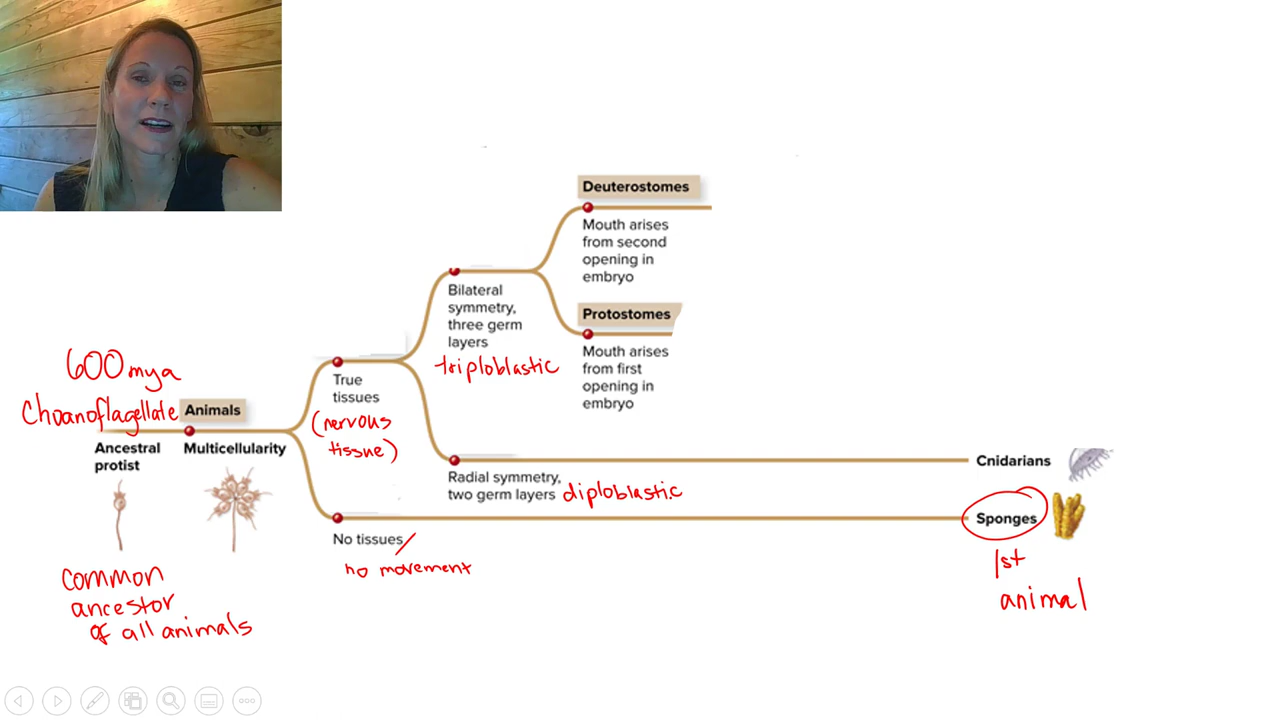 Deuterostomes
Mouth arises
from second
opening in
embryo
Bilateral
symmetry,
three germ
layers
triploblastic
Protostomes
Mouth arises
from first
opening in
embryo
600 mya
Choanoflagellate
Animals
True
tissues
(nervous
tissue)
Ancestral
protist
Multicellularity
Radial symmetry,
two germ layers
diploblastic
Cnidarians
Sponges
1st
animal
No tissues/
no movement
common
ancestor
of all animals